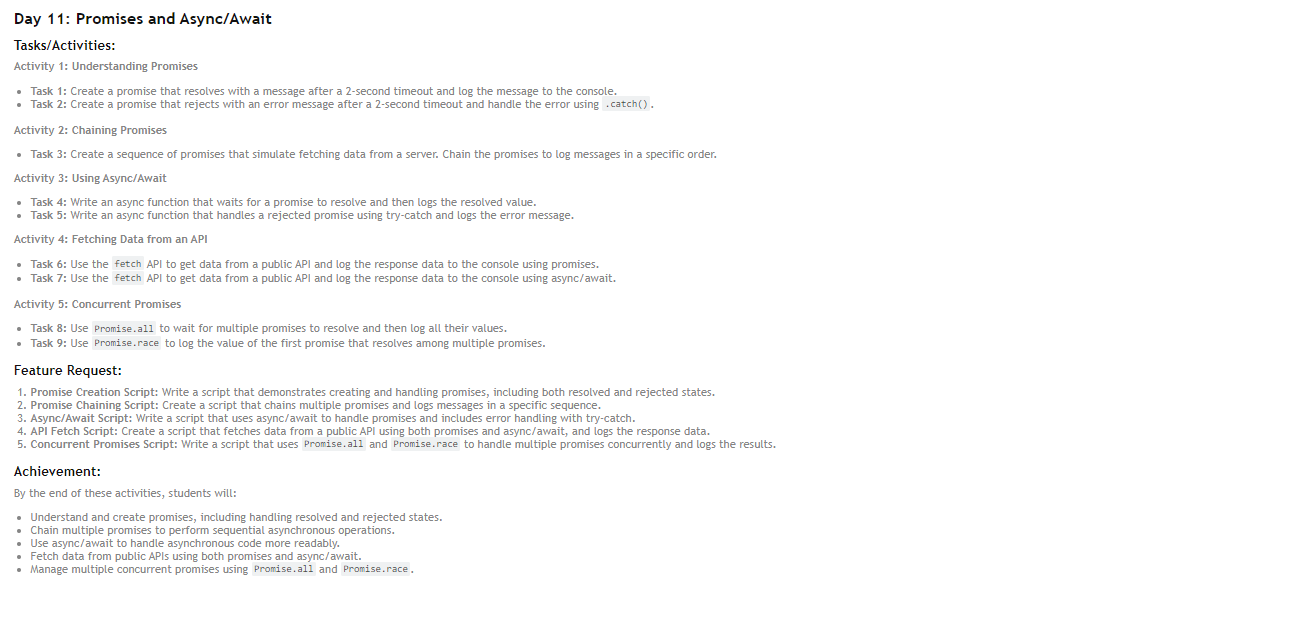 Day 11: Promises and Async/Await
Tasks/Activities:
Activity 1: Understanding Promises
• Task 1: Create a promise that resolves with a message after a 2-second timeout and log the message to the console.
• Task 2: Create a promise that rejects with an error message after a 2-second timeout and handle the error using .catch().
Activity 2: Chaining Promises
• Task 3: Create a sequence of promises that simulate fetching data from a server. Chain the promises to log messages in a specific order.
Activity 3: Using Async/Await
• Task 4: Write an async function that waits for a promise to resolve and then logs the resolved value.
• Task 5: Write an async function that handles a rejected promise using try-catch and logs the error message.
Activity 4: Fetching Data from an API
• Task 6: Use the fetch API to get data from a public API and log the response data to the console using promises.
• Task 7: Use the fetch API to get data from a public API and log the response data to the console using async/await.
Activity 5: Concurrent Promises
• Task 8: Use Promise.all to wait for multiple promises to resolve and then log all their values.
• Task 9: Use Promise.race to log the value of the first promise that resolves among multiple promises.
Feature Request:
1. Promise Creation Script: Write a script that demonstrates creating and handling promises, including both resolved and rejected states.
2. Promise Chaining Script: Create a script that chains multiple promises and logs messages in a specific sequence.
3. Async/Await Script: Write a script that uses async/await to handle promises and includes error handling with try-catch.
4. API Fetch Script: Create a script that fetches data from a public API using both promises and async/await, and logs the response data.
5. Concurrent Promises Script: Write a script that uses Promise.all and Promise.race to handle multiple promises concurrently and logs the results.
Achievement:
By the end of these activities, students will:
• Understand and create promises, including handling resolved and rejected states.
• Chain multiple promises to perform sequential asynchronous operations.
• Use async/await to handle asynchronous code more readably.
• Fetch data from public APIs using both promises and async/await.
• Manage multiple concurrent promises using Promise.all and Promise.race.